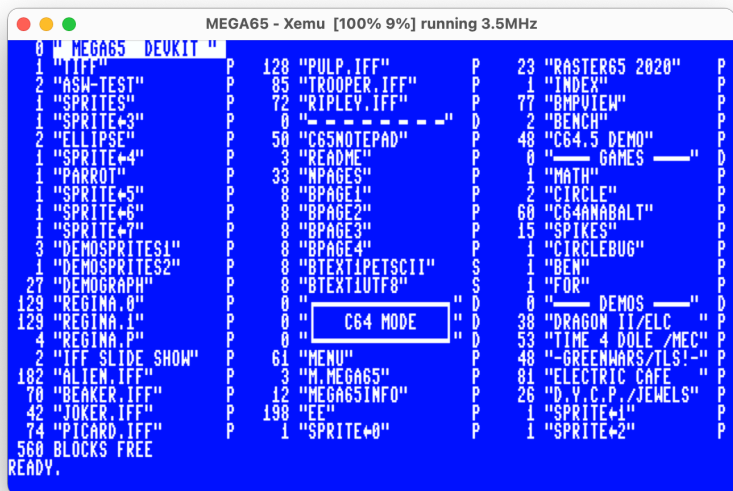 MEGA65 - Xemu [100% 9%] running 3.5MHz
0 " MEGA65  DEVKIT "
1 "TIFF" P 128 "PULP.IFF" P 23 "RASTER65 2020" P
2 "ASW-TEST" P 85 "TROOPER.IFF" P 1 "INDEX" P
1 "SPRITES" P 72 "RIPLEY.IFF" P 77 "BMPVIEW" P
1 "SPRITE←3" P 0 "- - - - - - - -" D 2 "BENCH" P
2 "ELLIPSE" P 50 "C65NOTEPAD" P 48 "C64.5 DEMO" P
1 "SPRITE←4" P 3 "README" P 0 "—— GAMES ——" D
1 "PARROT" P 33 "NPAGES" P 1 "MATH" P
1 "SPRITE←5" P 8 "BPAGE1" P 2 "CIRCLE" P
1 "SPRITE←6" P 8 "BPAGE2" P 60 "C64ANABALT" P
1 "SPRITE←7" P 8 "BPAGE3" P 15 "SPIKES" P
3 "DEMOSPRITES1" P 8 "BPAGE4" P 1 "CIRCLEBUG" P
1 "DEMOSPRITES2" P 8 "BTEXT1PETSCII" S 1 "BEN" P
27 "DEMOGRAPH" P 8 "BTEXT1UTF8" S 1 "FOR" P
129 "REGINA.0" P 0 "" D 0 "—— DEMOS ——" D
129 "REGINA.1" P 0 " C64 MODE " D 38 "DRAGON II/ELC   " P
4 "REGINA.P" P 0 "" D 53 "TIME 4 DOLE /MEC" P
2 "IFF SLIDE SHOW" P 61 "MENU" P 48 "-GREENWARS/TLS!-" P
182 "ALIEN.IFF" P 3 "M.MEGA65" P 81 "ELECTRIC CAFE   " P
70 "BEAKER.IFF" P 12 "MEGA65INFO" P 26 "D.Y.C.P./JEWELS" P
42 "JOKER.IFF" P 198 "EE" P 1 "SPRITE←1" P
74 "PICARD.IFF" P 1 "SPRITE←0" P 1 "SPRITE←2" P
560 BLOCKS FREE
READY.